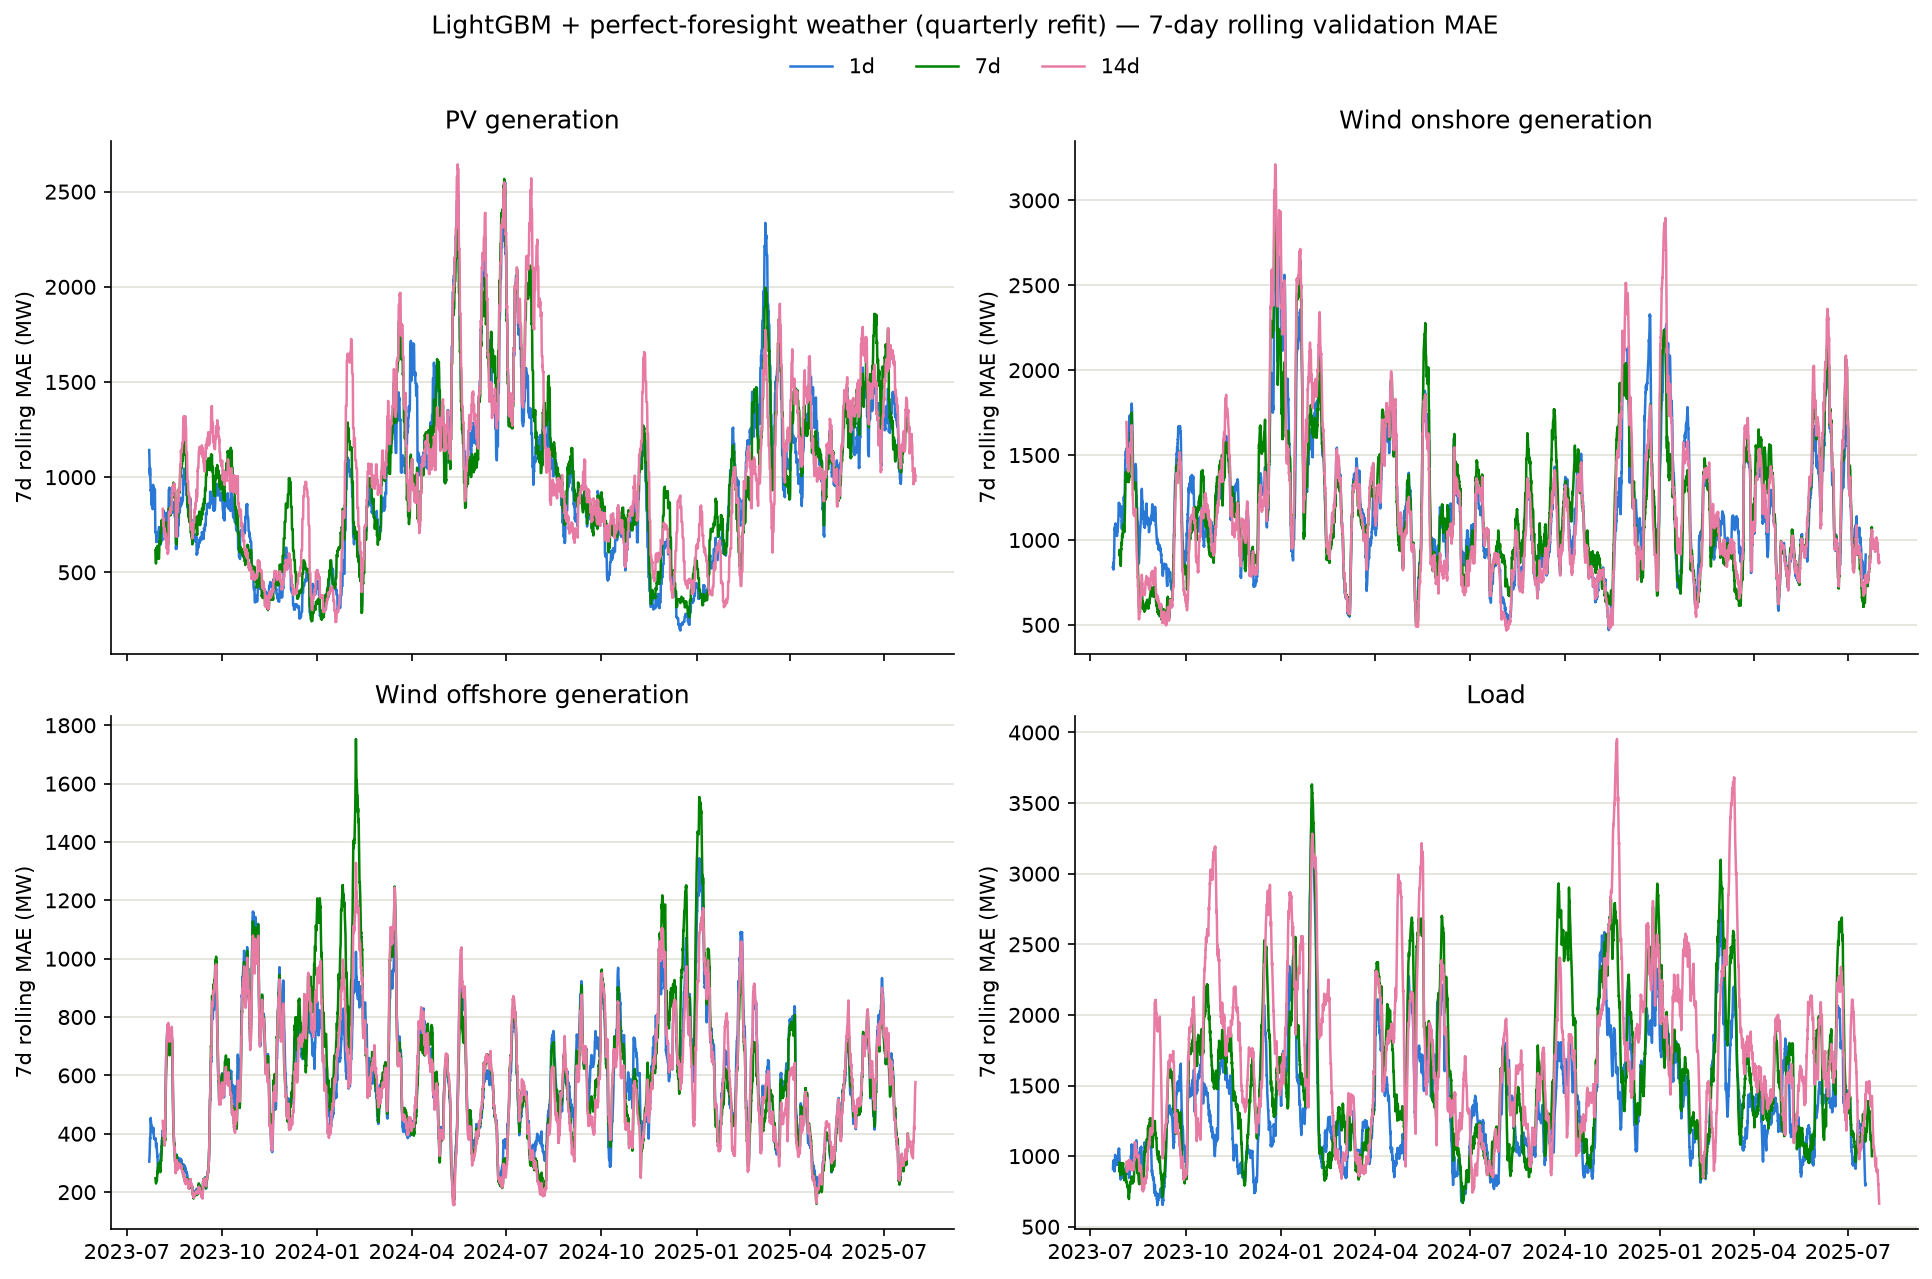 LightGBM + perfect-foresight weather (quarterly refit) — 7-day rolling validation MAE
1d 7d 14d
PV generation
7d rolling MAE (MW)
2500
2000
1500
1000
500
Wind onshore generation
7d rolling MAE (MW)
3000
2500
2000
1500
1000
500
Wind offshore generation
7d rolling MAE (MW)
1800
1600
1400
1200
1000
800
600
400
200
2023-07 2023-10 2024-01 2024-04 2024-07 2024-10 2025-01 2025-04 2025-07
Load
7d rolling MAE (MW)
4000
3500
3000
2500
2000
1500
1000
500
2023-07 2023-10 2024-01 2024-04 2024-07 2024-10 2025-01 2025-04 2025-07